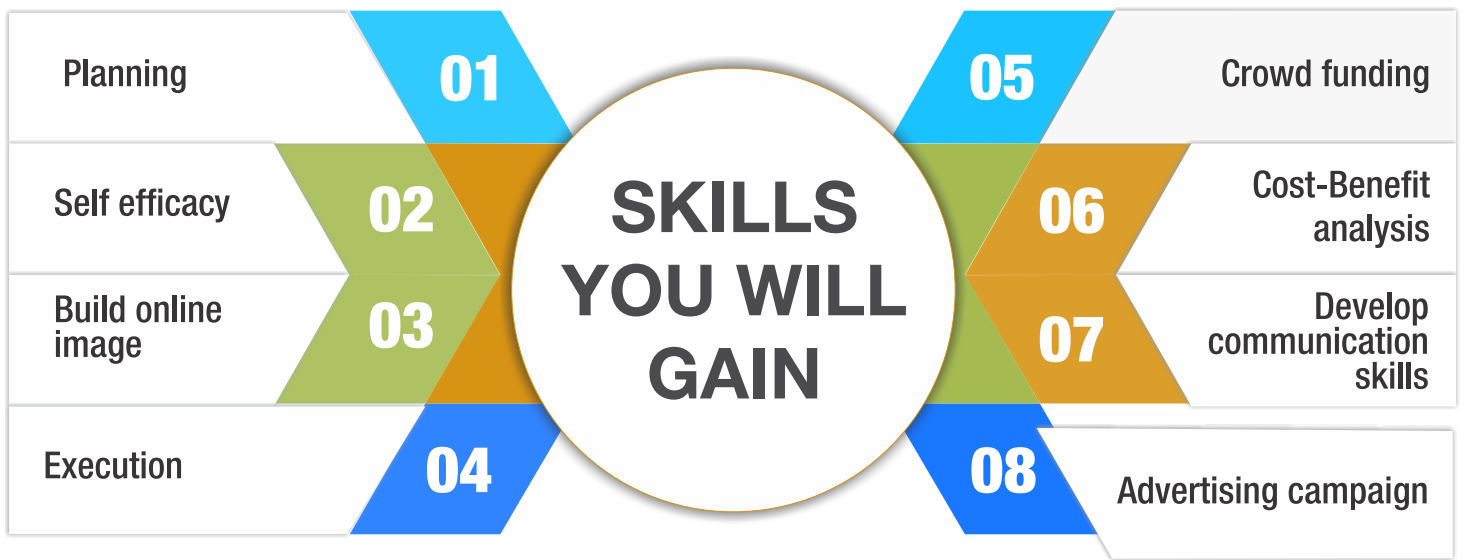 Planning
01
Self efficacy
02
Build online
image
03
Execution
04
SKILLS
YOU WILL
GAIN
05
Crowd funding
06
Cost-Benefit
analysis
07
Develop
communication
skills
08
Advertising campaign